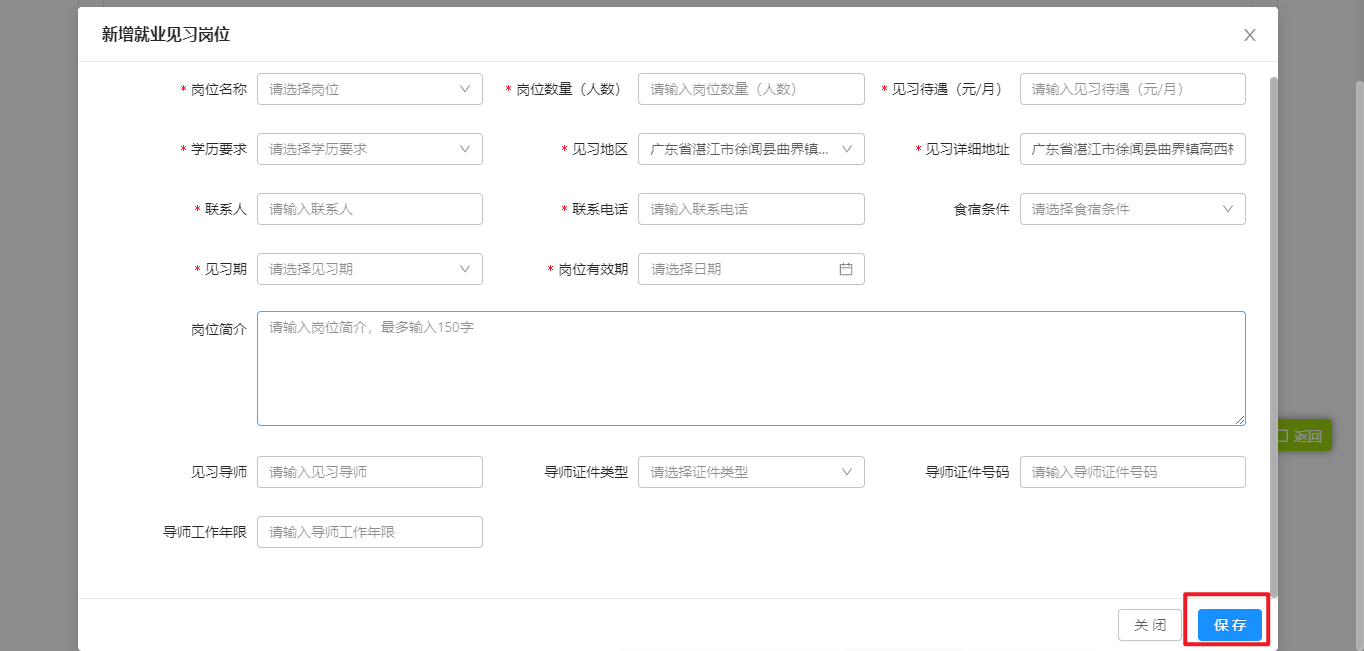 新增就业见习岗位
* 岗位名称 请选择岗位 * 岗位数量（人数） 请输入岗位数量（人数） * 见习待遇（元/月） 请输入见习待遇（元/月）
* 学历要求 请选择学历要求 * 见习地区 广东省湛江市徐闻县曲界镇... * 见习详细地址 广东省湛江市徐闻县曲界镇高西
* 联系人 请输入联系人 * 联系电话 请输入联系电话 食宿条件 请选择食宿条件
* 见习期 请选择见习期 * 岗位有效期 请选择日期
岗位简介 请输入岗位简介，最多输入150字
返回
见习导师 请输入见习导师 导师证件类型 请选择证件类型 导师证件号码 请输入导师证件号码
导师工作年限 请输入导师工作年限
关 闭 保 存